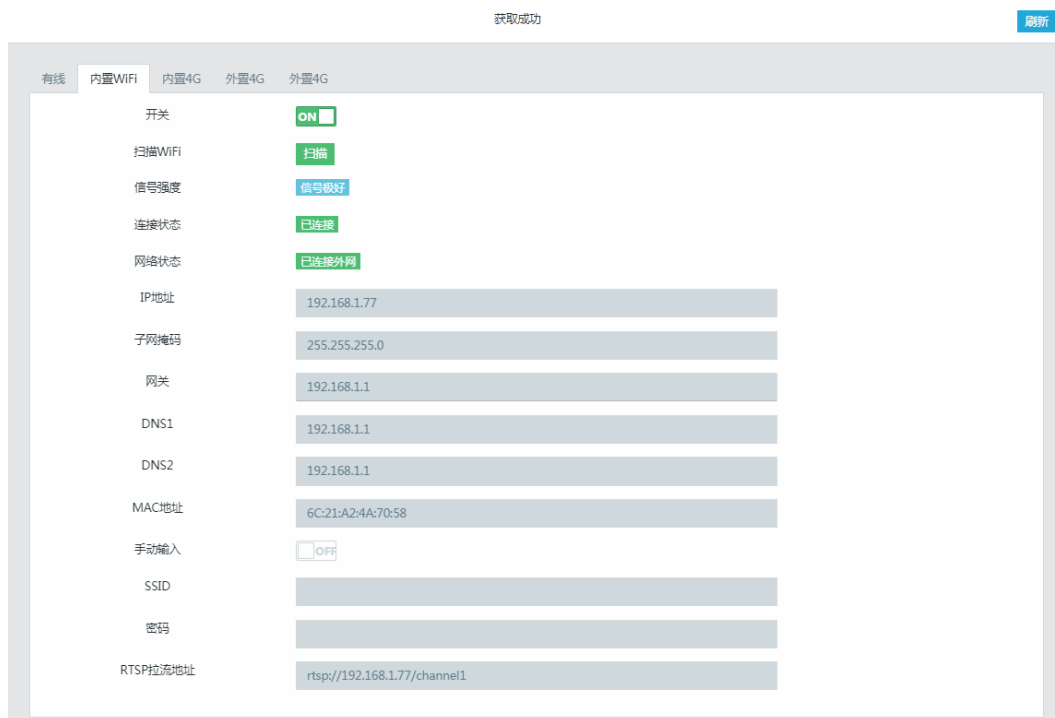 获取成功
刷新
有线 内置WiFi 内置4G 外置4G 外置4G
开关 ON
扫描WiFi 扫描
信号强度 信号极好
连接状态 已连接
网络状态 已连接外网
IP地址 192.168.1.77
子网掩码 255.255.255.0
网关 192.168.1.1
DNS1 192.168.1.1
DNS2 192.168.1.1
MAC地址 6C:21:A2:4A:70:58
手动输入 OFF
SSID
密码
RTSP拉流地址 rtsp://192.168.1.77/channel1